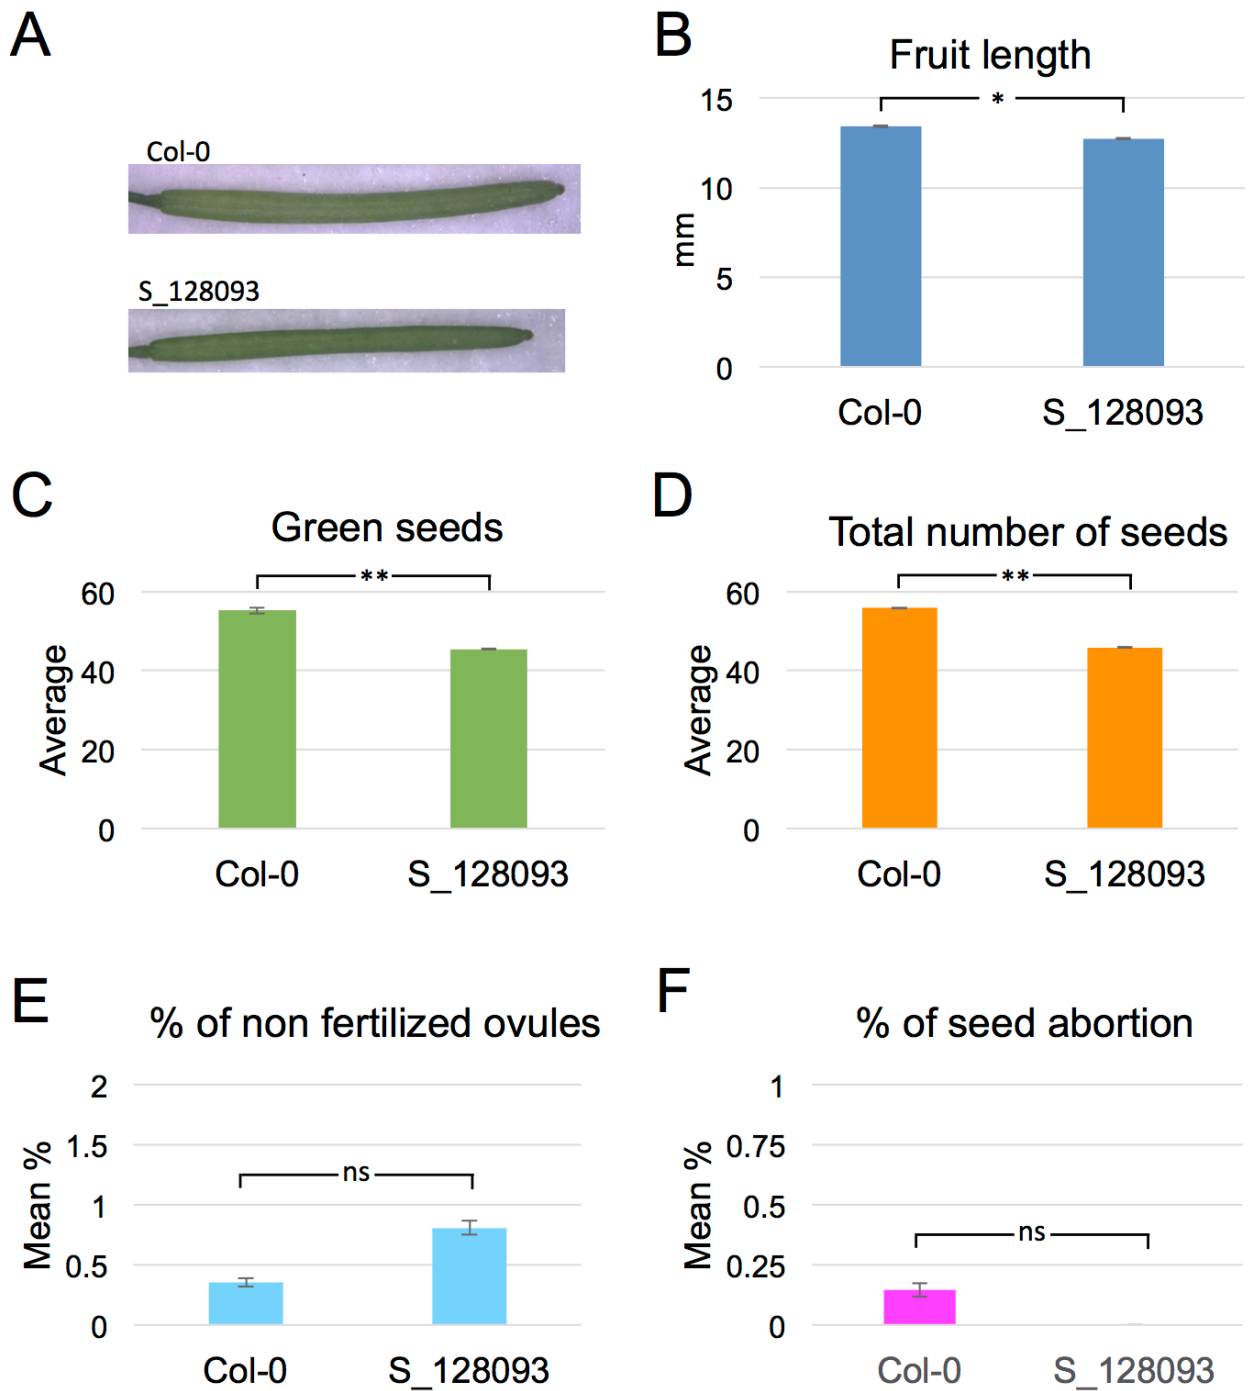 A
Col-0
S_128093
B
Fruit length
*
15
10
5
0
mm
Col-0
S_128093
C
Green seeds
**
60
40
20
0
Average
Col-0
S_128093
D
Total number of seeds
**
60
40
20
0
Average
Col-0
S_128093
E
% of non fertilized ovules
2
1.5
1
0.5
0
Mean %
ns
Col-0
S_128093
F
% of seed abortion
1
0.75
0.5
0.25
0
Mean %
ns
Col-0
S_128093